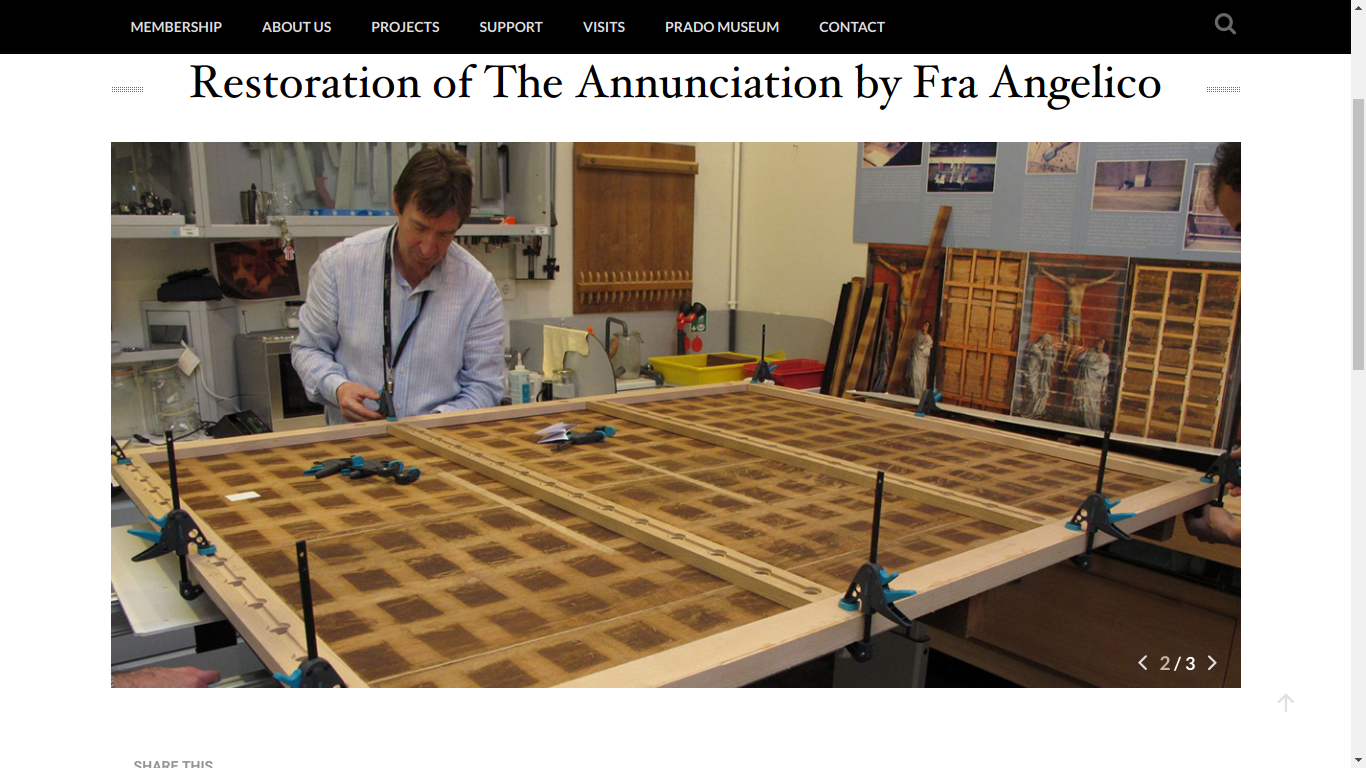 MEMBERSHIP ABOUT US PROJECTS SUPPORT VISITS PRADO MUSEUM CONTACT
Restoration of The Annunciation by Fra Angelico
2 / 3
SHARE THIS